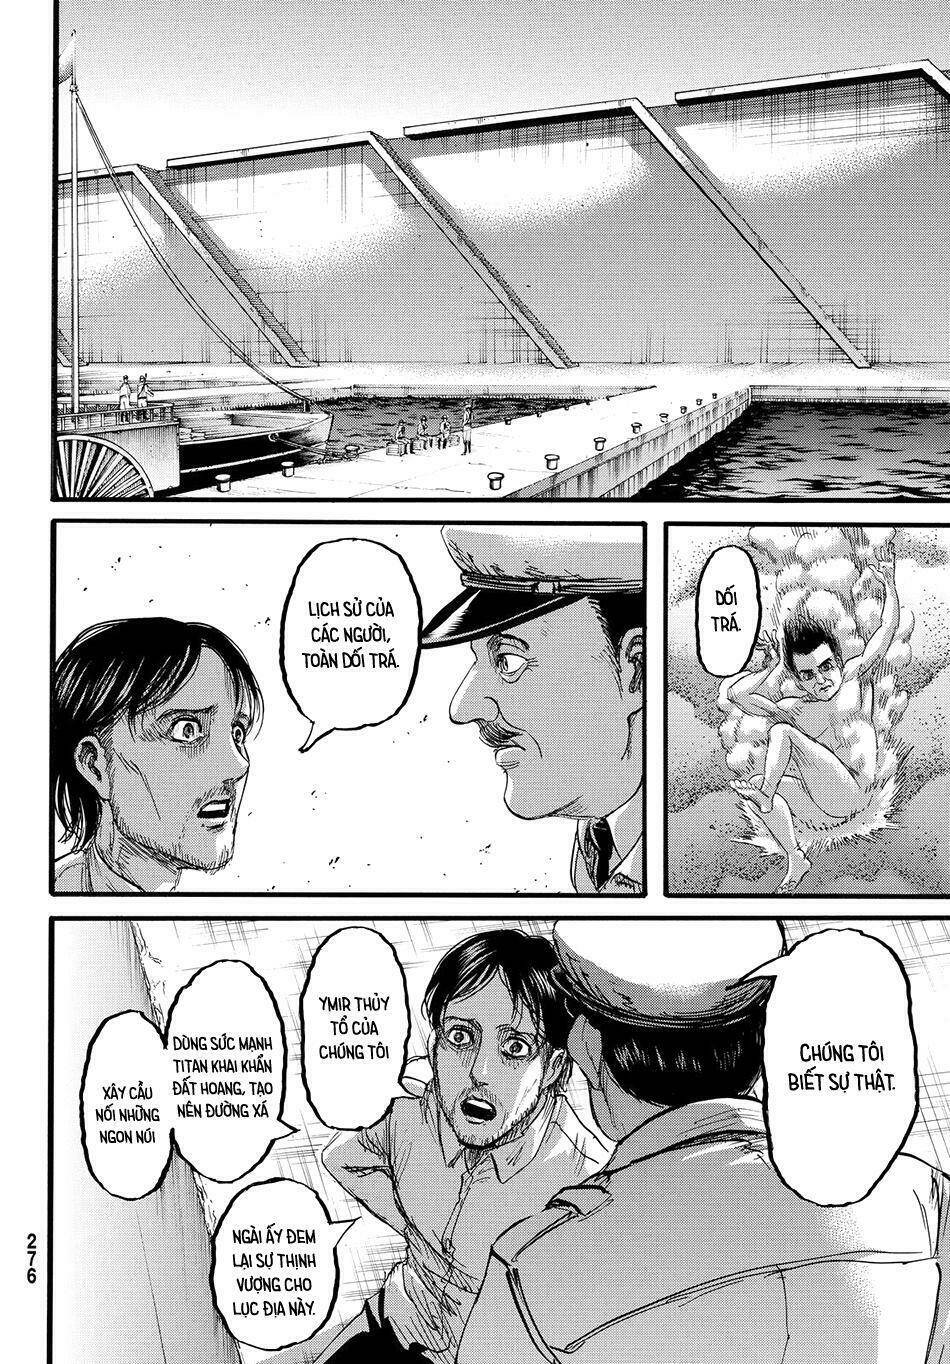 DỐI
TRÁ.
LỊCH SỬ CỦA
CÁC NGƯỜI,
TOÀN DỐI TRÁ.
CHÚNG TÔI
BIẾT SỰ THẬT.
YMIR THỦY
TỔ CỦA
CHÚNG TÔI
DÙNG SỨC MẠNH
TITAN KHAI KHẨN
ĐẤT HOANG, TẠO
NÊN ĐƯỜNG XÁ
XÂY CẦU
NỐI NHỮNG
NGON NÚI
NGÀI ẤY ĐEM
LẠI SỰ THỊNH
VƯỢNG CHO
LỤC ĐỊA NÀY.
276